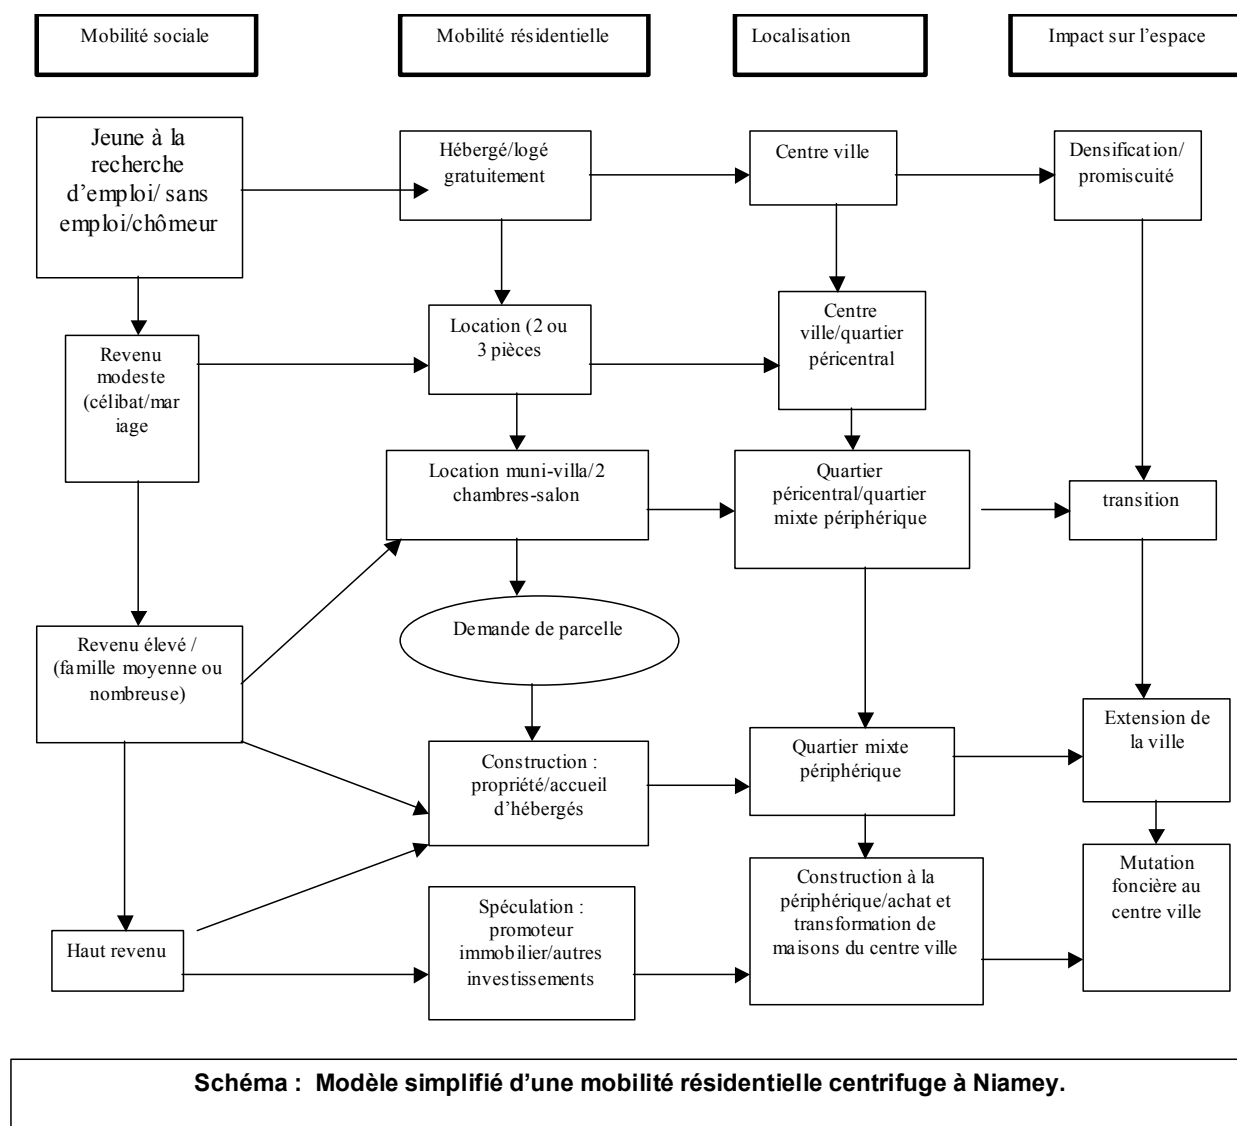 Mobilité sociale
Mobilité résidentielle
Localisation
Impact sur l'espace
Jeune à la
recherche
d'emploi/ sans
emploi/chômeur
Hébergé/logé
gratuitement
Centre ville
Densification/
promiscuité
Revenu
modeste
(célibat/mar
iage
Location (2 ou
3 pièces
Centre
ville/quartier
péricentral
Location muni-villa/2
chambres-salon
Quartier
péricentral/quartier
mixte périphérique
transition
Demande de parcelle
Revenu élevé /
(famille moyenne ou
nombreuse)
Construction :
propriété/accueil
d'hébergés
Quartier mixte
périphérique
Extension de
la ville
Haut revenu
Spéculation :
promoteur
immobilier/autres
investissements
Construction à la
périphérique/achat et
transformation de
maisons du centre ville
Mutation
foncière au
centre ville
Schéma : Modèle simplifié d'une mobilité résidentielle centrifuge à Niamey.